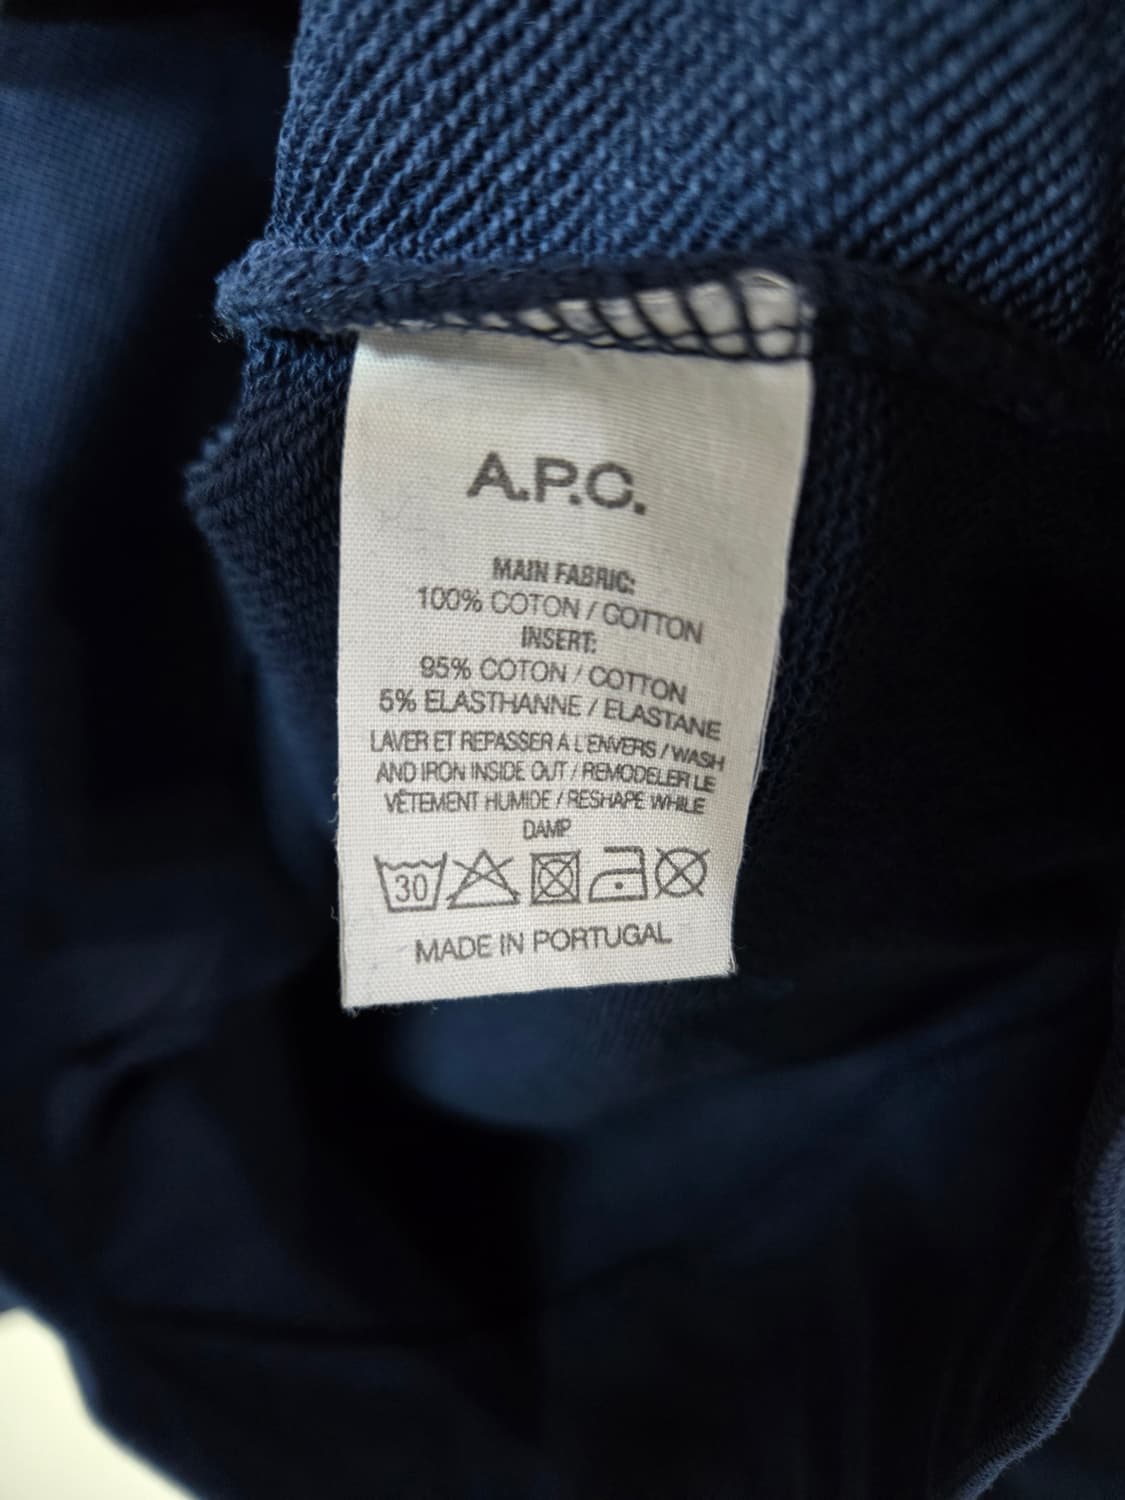 A.P.C.
MAIN FABRIC:
100% COTON / COTTON
INSERT:
95% COTON / COTTON
5% ELASTHANNE / ELASTANE
LAVER ET REPASSER A L'ENVERS / WASH
AND IRON INSIDE OUT / REMODELER LE
VÊTEMENT HUMIDE / RESHAPE WHILE
DAMP
30
MADE IN PORTUGAL